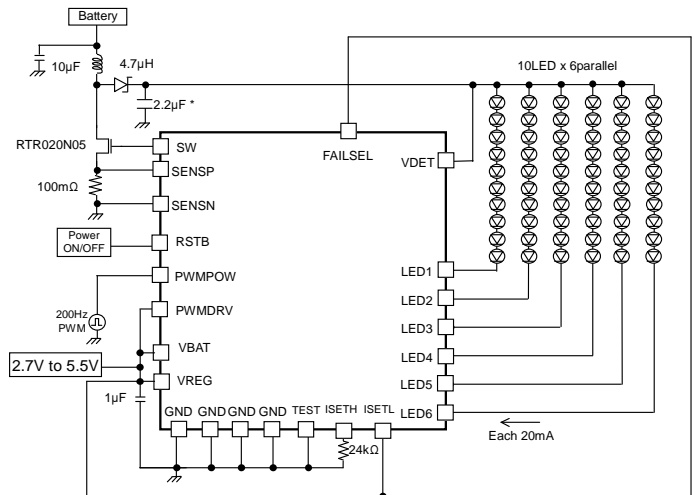 Battery
10µF
4.7µH
10LED x 6parallel
2.2µF *
RTR020N05
SW
FAILSEL
VDET
SENSP
100mΩ
SENSN
Power
ON/OFF
RSTB
PWMPOW
LED1
200Hz
PWM
PWMDRV
LED2
LED3
2.7V to 5.5V
VBAT
LED4
VREG
LED5
1µF
GND GND GND GND TEST ISETH ISETL
LED6
24kΩ
Each 20mA